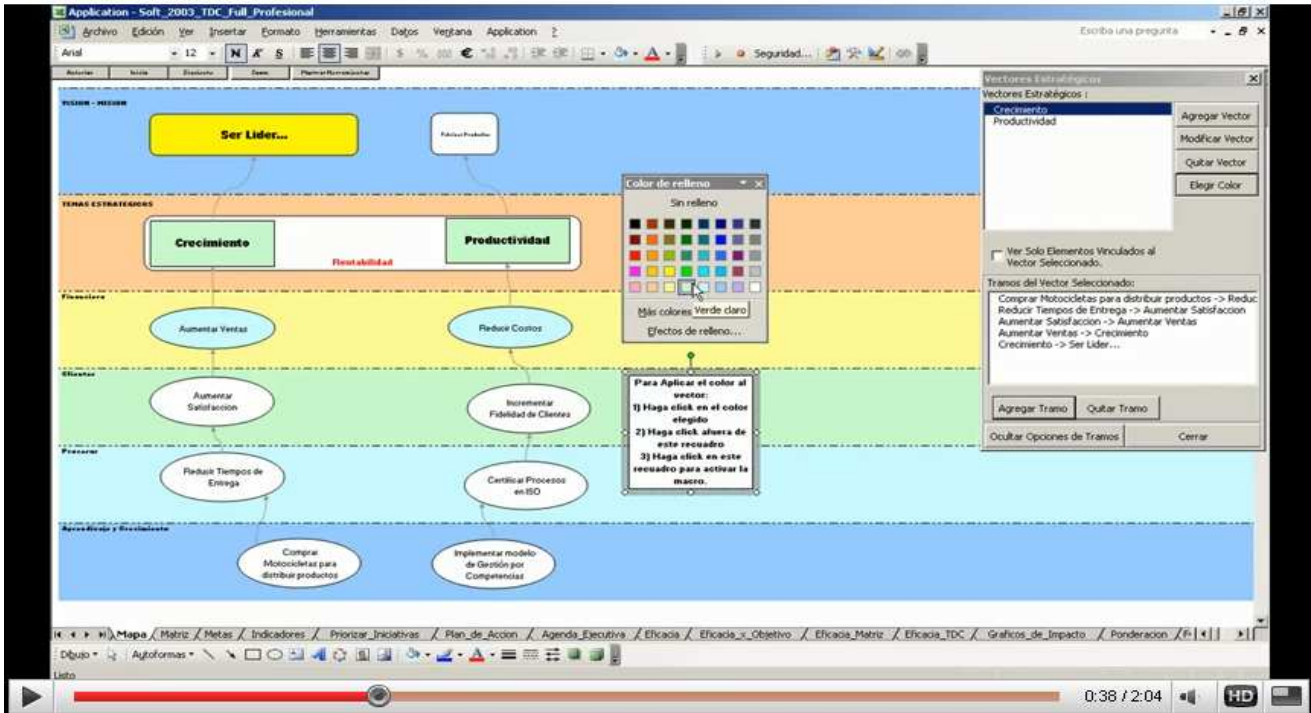 Application - Soft_2003_TDC_Full_Profesional
Archivo Edición Ver Insertar Formato Herramientas Datos Ventana Application ?
Escriba una pregunta
Arial 12 N K S Seguridad...
Vectores Estratégicos
Vectores Estratégicos :
Crecimiento
Productividad
Agregar Vector
Modificar Vector
Quitar Vector
Elegir Color
Ver Solo Elementos Vinculados al
Vector Seleccionado.
Tramos del Vector Seleccionado:
Comprar Motocicletas para distribuir productos -> Reduc
Reducir Tiempos de Entrega -> Aumentar Satisfaccion
Aumentar Satisfaccion -> Aumentar Ventas
Aumentar Ventas -> Crecimiento
Crecimiento -> Ser Lider...
Agregar Tramo Quitar Tramo
Ocultar Opciones de Tramos Cerrar
VISION - MISION
Ser Lider...
TEMAS ESTRATEGICOS
Crecimiento
Productividad
Rentabilidad
Financiera
Aumentar Ventas
Reducir Costos
Clientes
Aumentar
Satisfaccion
Incrementar
Fidelidad de Clientes
Procesos
Reducir Tiempos de
Entrega
Certificar Procesos
en ISO
Aprendizaje y Crecimiento
Comprar
Motocicletas para
distribuir productos
Implementar modelo
de Gestión por
Competencias
Color de relleno
Sin relleno
Más colores
Verde claro
Efectos de relleno...
Para Aplicar el color al
vector:
1) Haga click en el color
elegido
2) Haga click afuera de
este recuadro
3) Haga click en este
recuadro para activar la
macro.
Mapa Matriz Metas Indicadores Priorizar_Iniciativas Plan_de_Accion Agenda_Ejecutiva Eficacia Eficacia_x_Objetivo Eficacia_Matriz Eficacia_TDC Graficos_de_Impacto Ponderacion
Dibujo Autoformas
Listo
0:38 / 2:04 HD